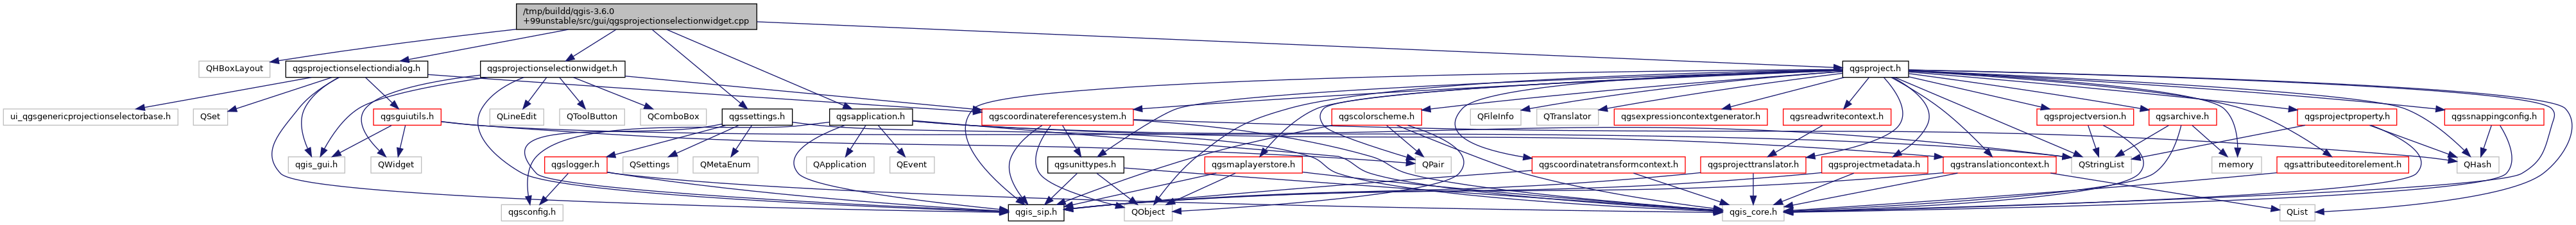 /tmp/buildd/qgis-3.6.0
+99unstable/src/gui/qgsprojectionselectionwidget.cpp
QHBoxLayout
qgsprojectionselectiondialog.h
qgsprojectionselectionwidget.h
qgsproject.h
ui_qgsgenericprojectionselectorbase.h
QSet
qgsguiutils.h
QLineEdit
QToolButton
QComboBox
qgssettings.h
qgsapplication.h
qgscoordinatereferencesystem.h
qgscolorscheme.h
QFileInfo
QTranslator
qgsexpressioncontextgenerator.h
qgsreadwritecontext.h
qgsprojectversion.h
qgsarchive.h
qgsprojectproperty.h
qgssnappingconfig.h
qgis_gui.h
QWidget
qgslogger.h
QSettings
QMetaEnum
QApplication
QEvent
qgsunittypes.h
qgsmaplayerstore.h
QPair
qgscoordinatetransformcontext.h
qgsprojecttranslator.h
qgsprojectmetadata.h
qgstranslationcontext.h
QStringList
memory
qgsattributeeditorelement.h
QHash
qgsconfig.h
qgis_sip.h
QObject
qgis_core.h
QList